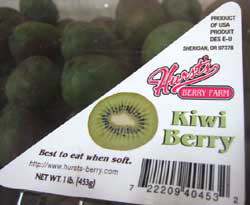 PRODUCT
OF USA
PRODUIT
DES E-U
SHERIDAN, OR 97378
Hurst's
BERRY FARM
Kiwi
Berry
Best to eat when soft.
http://www.hursts-berry.com
NET WT. 1 lb. (453g)
7 22209 40453 2